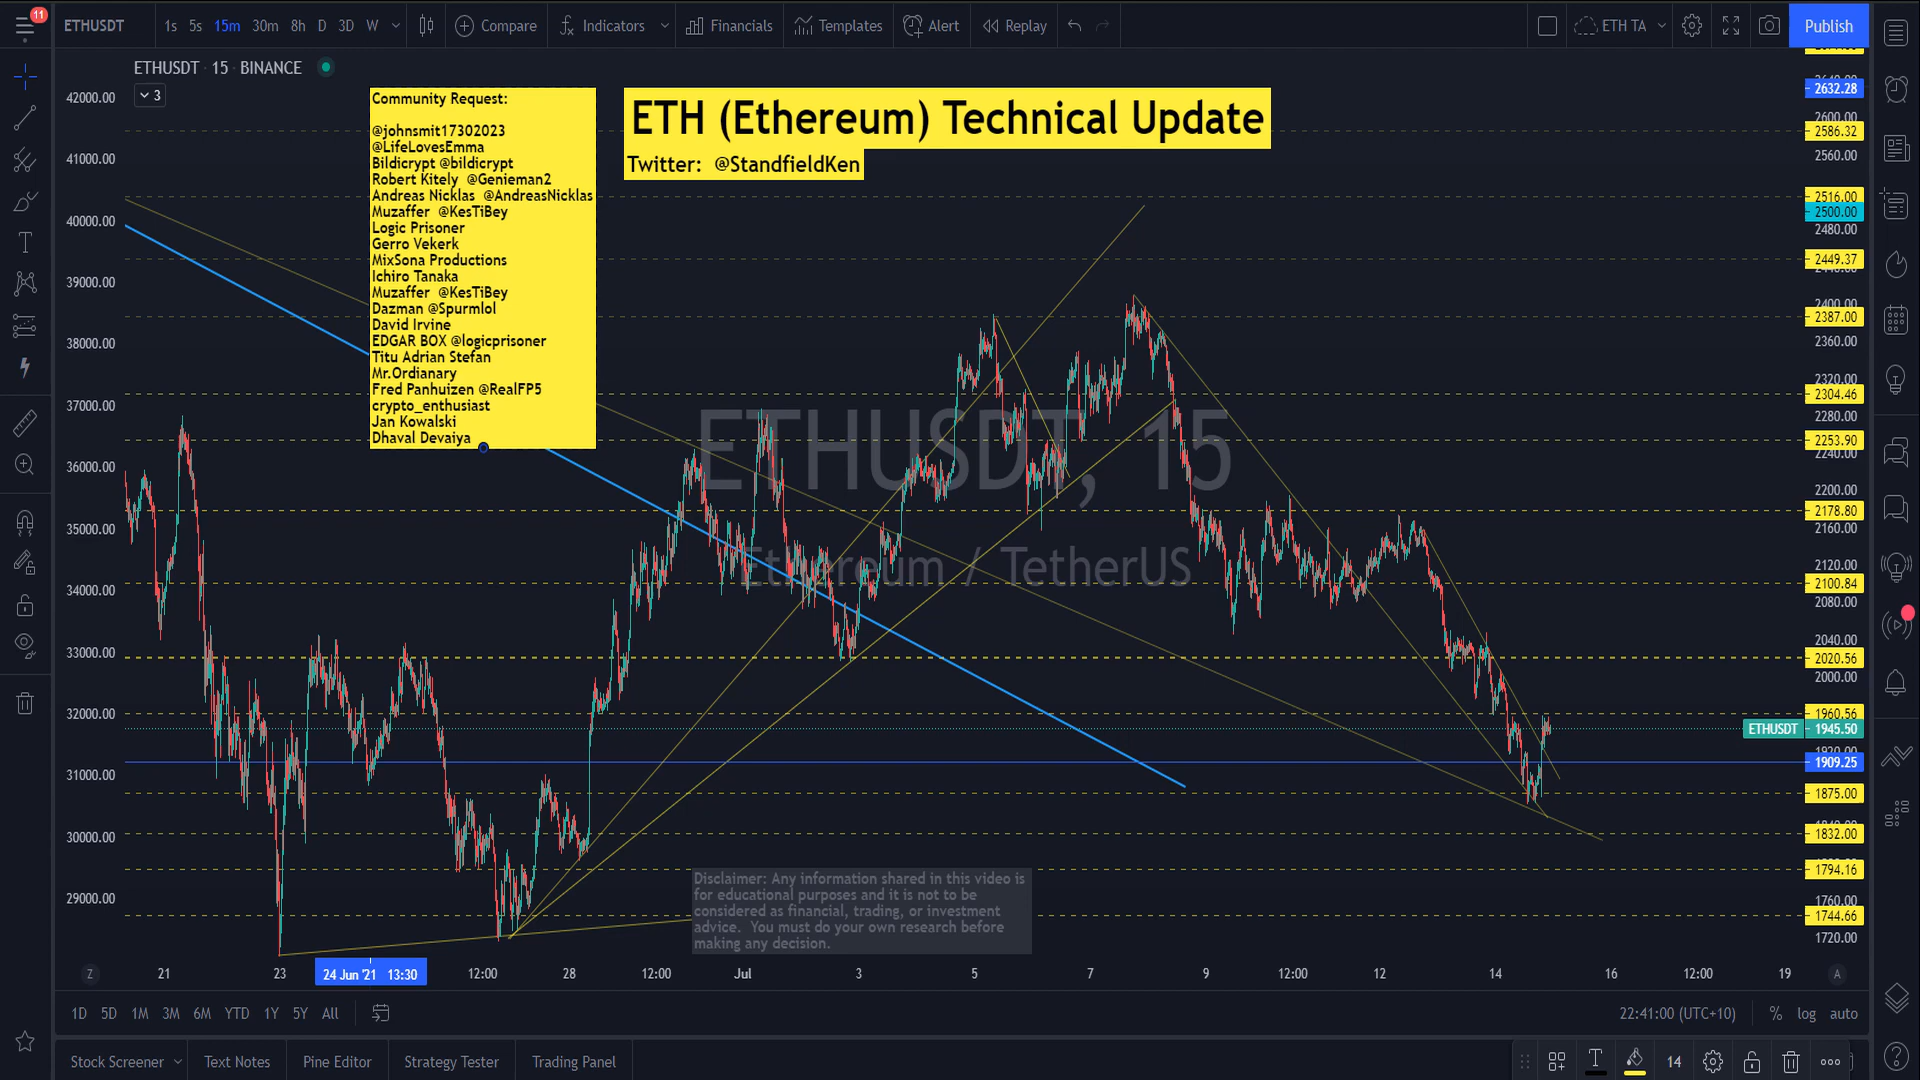 11
ETHUSDT
1s 5s 15m 30m 8h D 3D W
Compare
Indicators
Financials
Templates
Alert
Replay
ETH TA
Publish
ETHUSDT · 15 · BINANCE
3
Community Request:
@johnsmit17302023
@LifeLovesEmma
Bildicrypt @bildicrypt
Robert Kitely @Genieman2
Andreas Nicklas @AndreasNicklas
Muzaffer @KesTiBey
Logic Prisoner
Gerro Vekerk
MixSona Productions
Ichiro Tanaka
Muzaffer @KesTiBey
Dazman @Spurmlol
David Irvine
EDGAR BOX @logicprisoner
Titu Adrian Stefan
Mr.Ordianary
Fred Panhuizen @RealFP5
crypto_enthusiast
Jan Kowalski
Dhaval Devaiya
ETH (Ethereum) Technical Update
Twitter: @StandfieldKen
ETHUSDT, 15
Ethereum / TetherUS
42000.00
41000.00
40000.00
39000.00
38000.00
37000.00
36000.00
35000.00
34000.00
33000.00
32000.00
31000.00
30000.00
29000.00
2632.28
2600.00
2586.32
2560.00
2516.00
2500.00
2480.00
2449.37
2400.00
2387.00
2360.00
2320.00
2304.46
2280.00
2253.90
2240.00
2200.00
2178.80
2160.00
2120.00
2100.84
2080.00
2040.00
2020.56
2000.00
1960.56
ETHUSDT 1945.50
1920.00
1909.25
1875.00
1832.00
1794.16
1760.00
1744.66
1720.00
Disclaimer: Any information shared in this video is
for educational purposes and it is not to be
considered as financial, trading, or investment
advice. You must do your own research before
making any decision.
Z 21 23 24 Jun '21 13:30 12:00 28 12:00 Jul 3 5 7 9 12:00 12 14 16 12:00 19 A
1D 5D 1M 3M 6M YTD 1Y 5Y All
22:41:00 (UTC+10) % log auto
Stock Screener
Text Notes
Pine Editor
Strategy Tester
Trading Panel
T 14